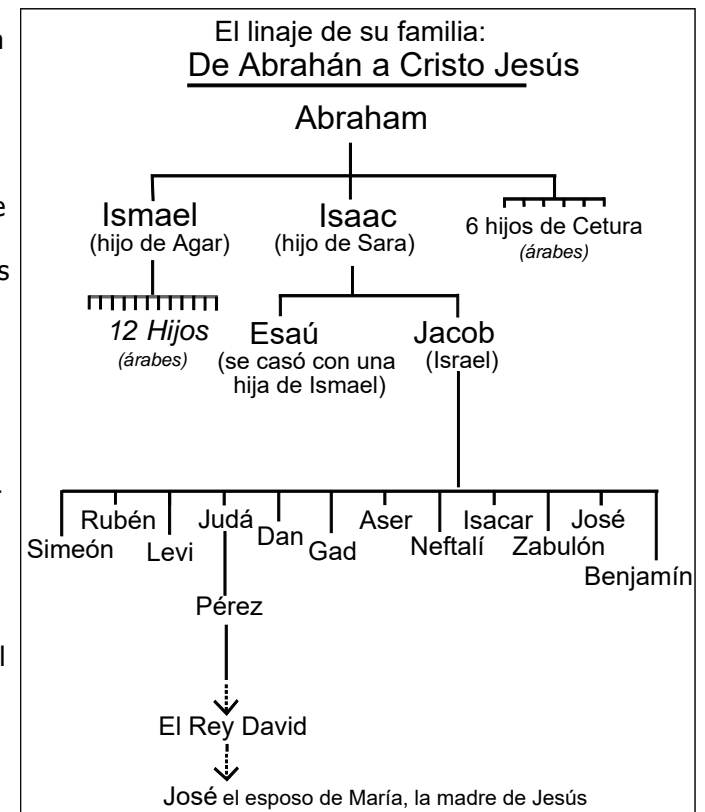 El linaje de su familia:
De Abrahán a Cristo Jesús
Abraham
Ismael
(hijo de Agar)
Isaac
(hijo de Sara)
6 hijos de Cetura
(árabes)
12 Hijos
(árabes)
Esaú
(se casó con una
hija de Ismael)
Jacob
(Israel)
Simeón
Rubén
Levi
Judá
Dan
Gad
Aser
Neftalí
Isacar
Zabulón
José
Benjamín
Pérez
El Rey David
José el esposo de María, la madre de Jesús